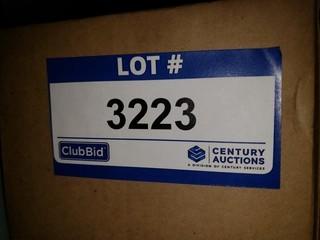 LOT #
3223
ClubBid
CENTURY
AUCTIONS
A DIVISION OF CENTURY SERVICES